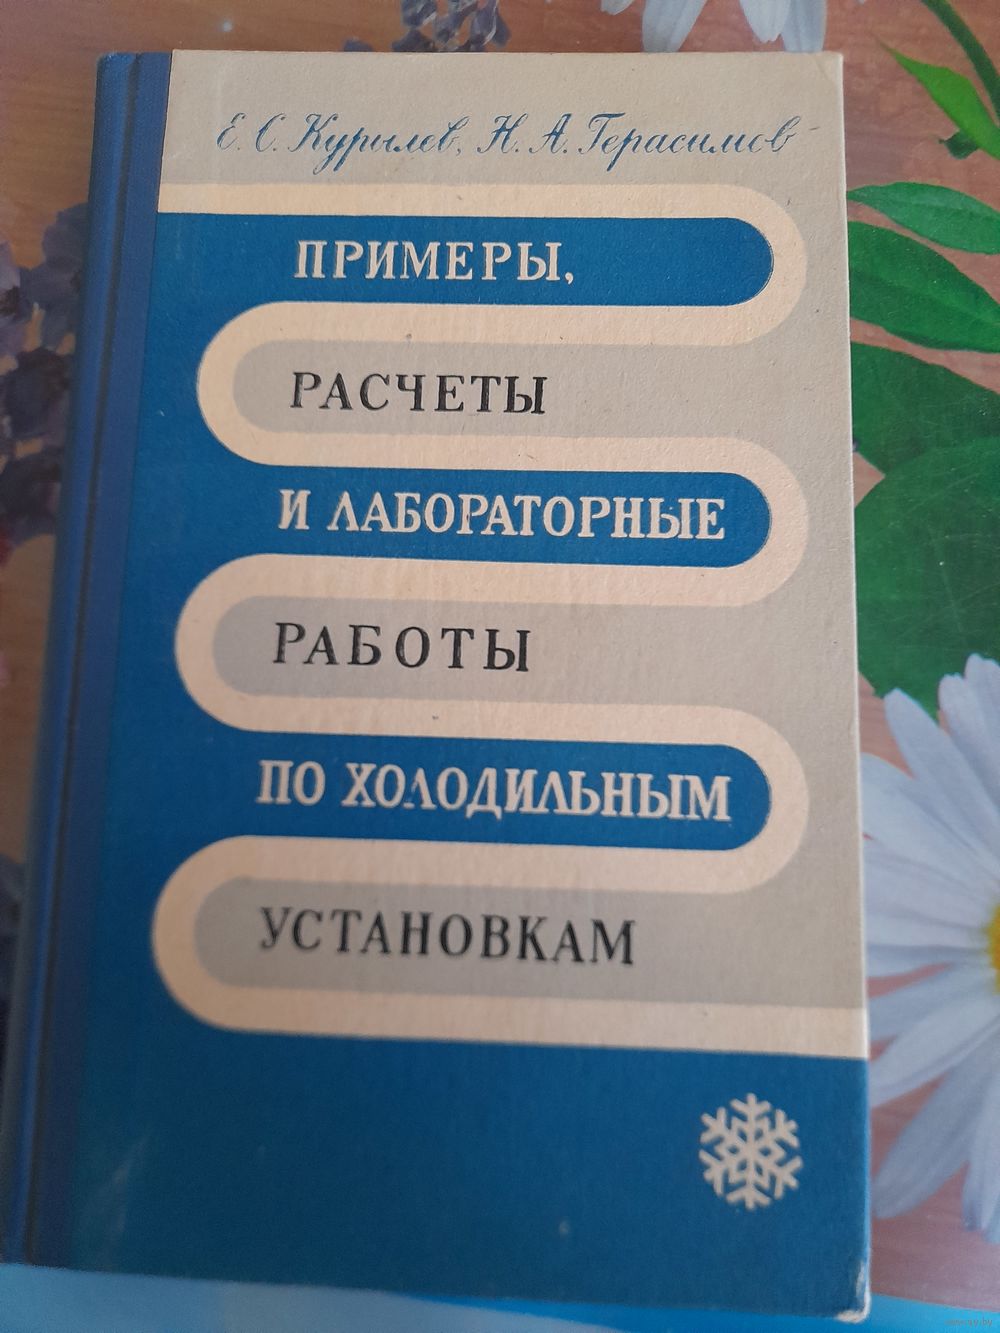 Е. С. Курылев, Н. А. Герасимов
ПРИМЕРЫ,
РАСЧЕТЫ
И ЛАБОРАТОРНЫЕ
РАБОТЫ
ПО ХОЛОДИЛЬНЫМ
УСТАНОВКАМ